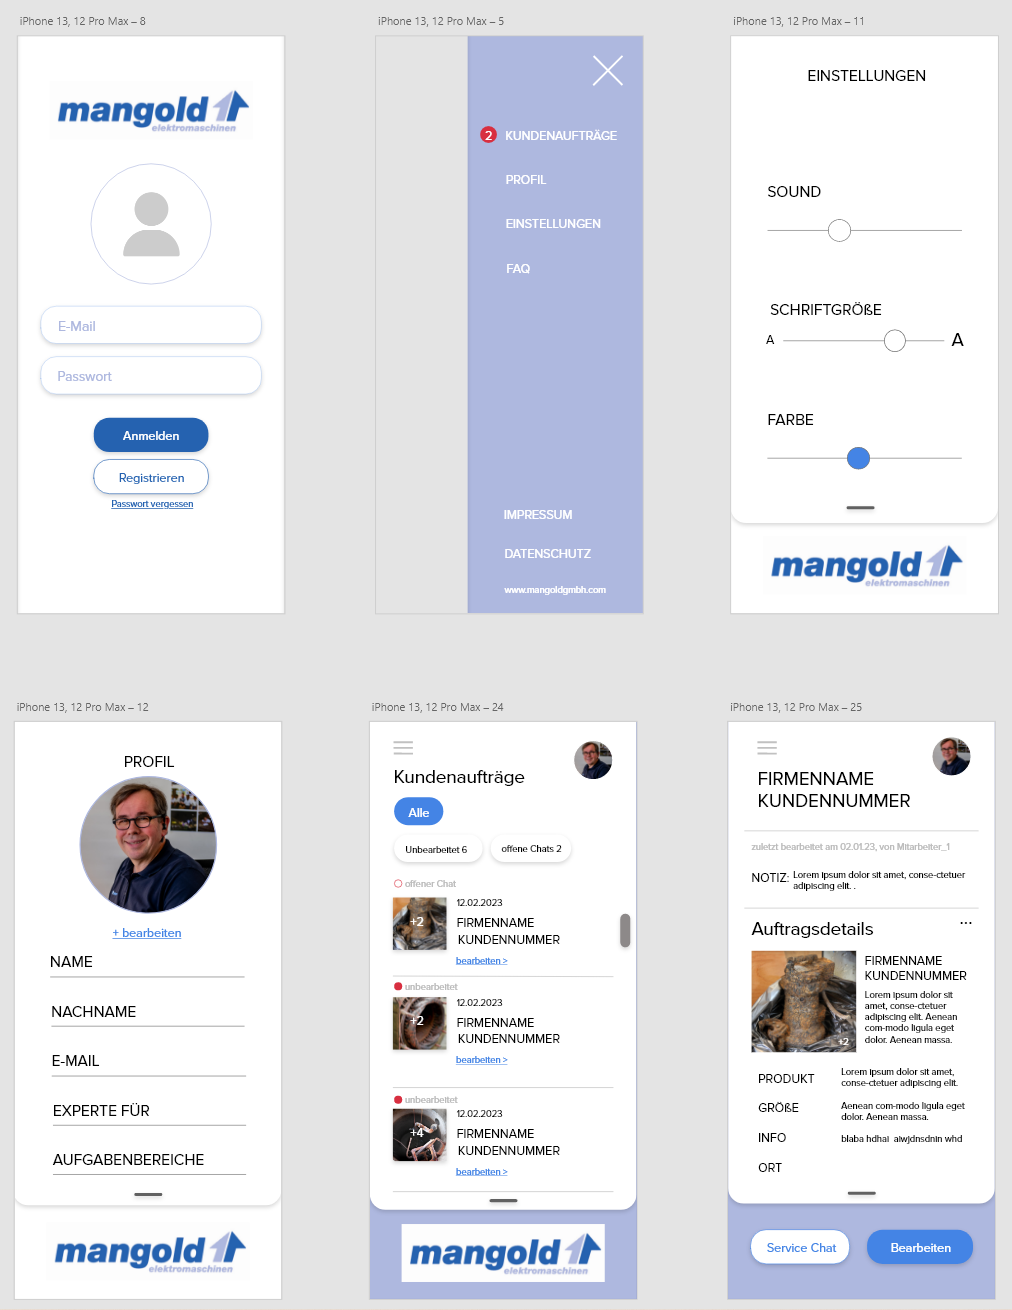 iPhone 13, 12 Pro Max – 8
mangold
elektromaschinen
E-Mail
Passwort
Anmelden
Registrieren
Passwort vergessen
iPhone 13, 12 Pro Max – 5
2 KUNDENAUFTRÄGE
PROFIL
EINSTELLUNGEN
FAQ
IMPRESSUM
DATENSCHUTZ
www.mangoldgmbh.com
iPhone 13, 12 Pro Max – 11
EINSTELLUNGEN
SOUND
SCHRIFTGRÖßE
A A
FARBE
mangold
elektromaschinen
iPhone 13, 12 Pro Max – 12
PROFIL
+ bearbeiten
NAME
NACHNAME
E-MAIL
EXPERTE FÜR
AUFGABENBEREICHE
mangold
elektromaschinen
iPhone 13, 12 Pro Max – 24
Kundenaufträge
Alle
Unbearbeitet 6 offene Chats 2
offener Chat
+2
12.02.2023
FIRMENNAME
KUNDENNUMMER
bearbeiten >
unbearbeitet
+2
12.02.2023
FIRMENNAME
KUNDENNUMMER
bearbeiten >
unbearbeitet
+4
12.02.2023
FIRMENNAME
KUNDENNUMMER
bearbeiten >
mangold
elektromaschinen
iPhone 13, 12 Pro Max – 25
FIRMENNAME
KUNDENNUMMER
zuletzt bearbeitet am 02.01.23, von Mitarbeiter_1
NOTIZ: Lorem ipsum dolor sit amet, conse-ctetuer
adipiscing elit. .
Auftragsdetails ...
+2
FIRMENNAME
KUNDENNUMMER
Lorem ipsum dolor sit
amet, conse-ctetuer
adipiscing elit. Aenean
com-modo ligula eget
dolor. Aenean massa.
PRODUKT Lorem ipsum dolor sit amet,
conse-ctetuer adipiscing elit.
GRÖßE Aenean com-modo ligula eget
dolor. Aenean massa.
INFO blaba hdhai aiwjdnsdnin whd
ORT
Service Chat Bearbeiten